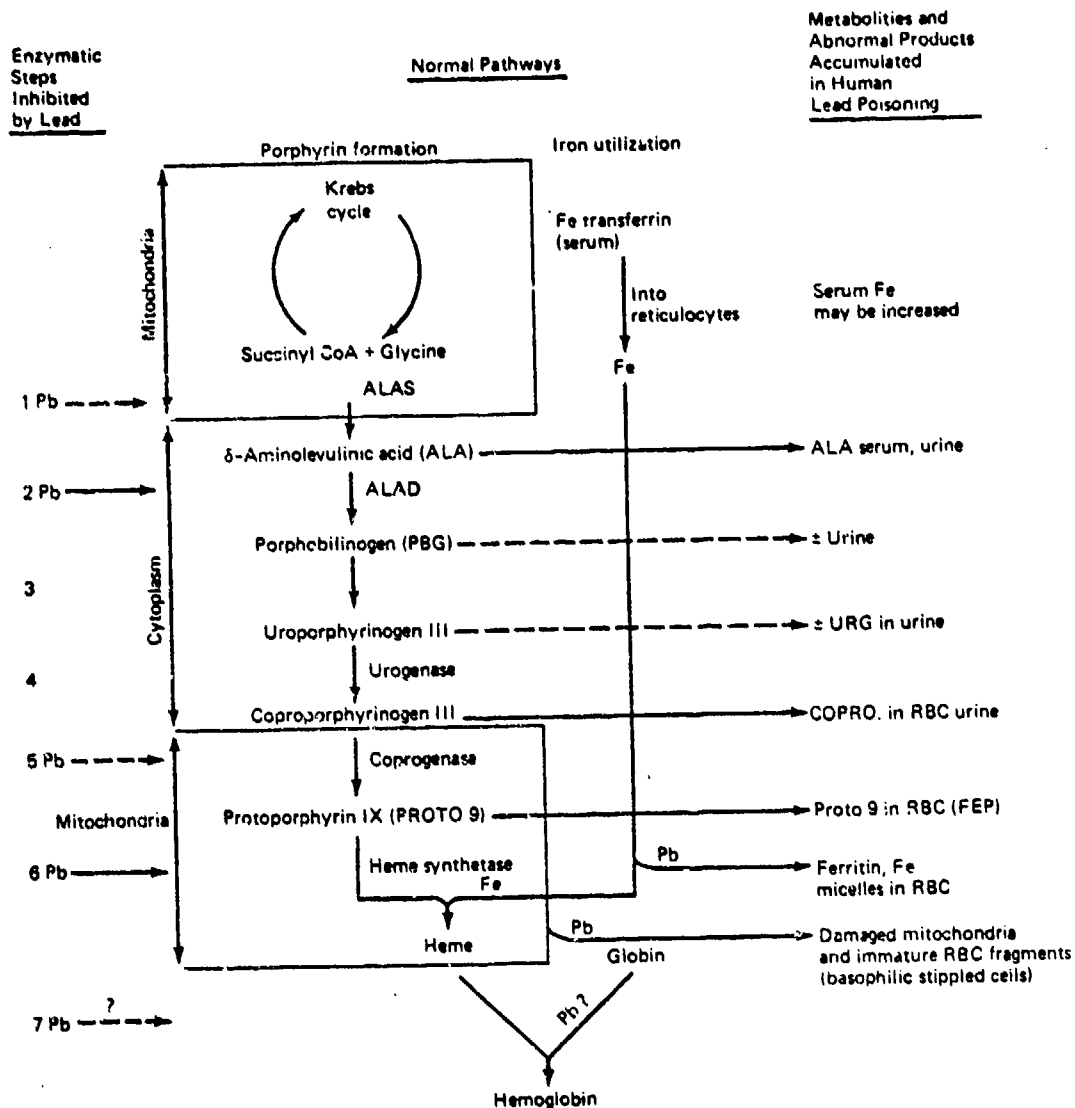 Enzymatic
Steps
Inhibited
by Lead
Normal Pathways
Metabolities and
Abnormal Products
Accumulated
in Human
Lead Poisoning
Porphyrin formation
Iron utilization
Mitochondria
Krebs
cycle
Fe transferrin
(serum)
Into
reticulocytes
Serum Fe
may be increased
Succinyl CoA + Glycine
Fe
ALAS
1 Pb
δ-Aminolevulinic acid (ALA)
ALA serum, urine
2 Pb
ALAD
Cytoplasm
Porphobilinogen (PBG)
± Urine
3
Uroporphyrinogen III
± URG in urine
4
Urogenase
Coproporphyrinogen III
COPRO. in RBC urine
5 Pb
Coprogenase
Mitochondria
Protoporphyrin IX (PROTO 9)
Proto 9 in RBC (FEP)
6 Pb
Heme synthetase
Fe
Pb
Ferritin, Fe
micelles in RBC
Heme
Pb
Globin
Damaged mitochondria
and immature RBC fragments
(basophilic stippled cells)
7 Pb
?
Pb ?
Hemoglobin